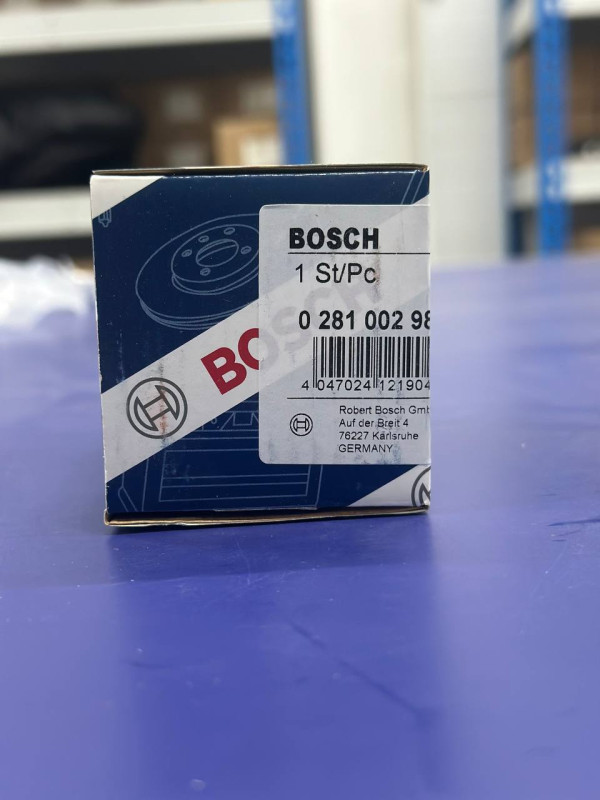 BOSCH
1 St/Pc
0 281 002 98
4 047024 121904
Robert Bosch Gmb
Auf der Breit 4
76227 Karlsruhe
GERMANY
BOSCH